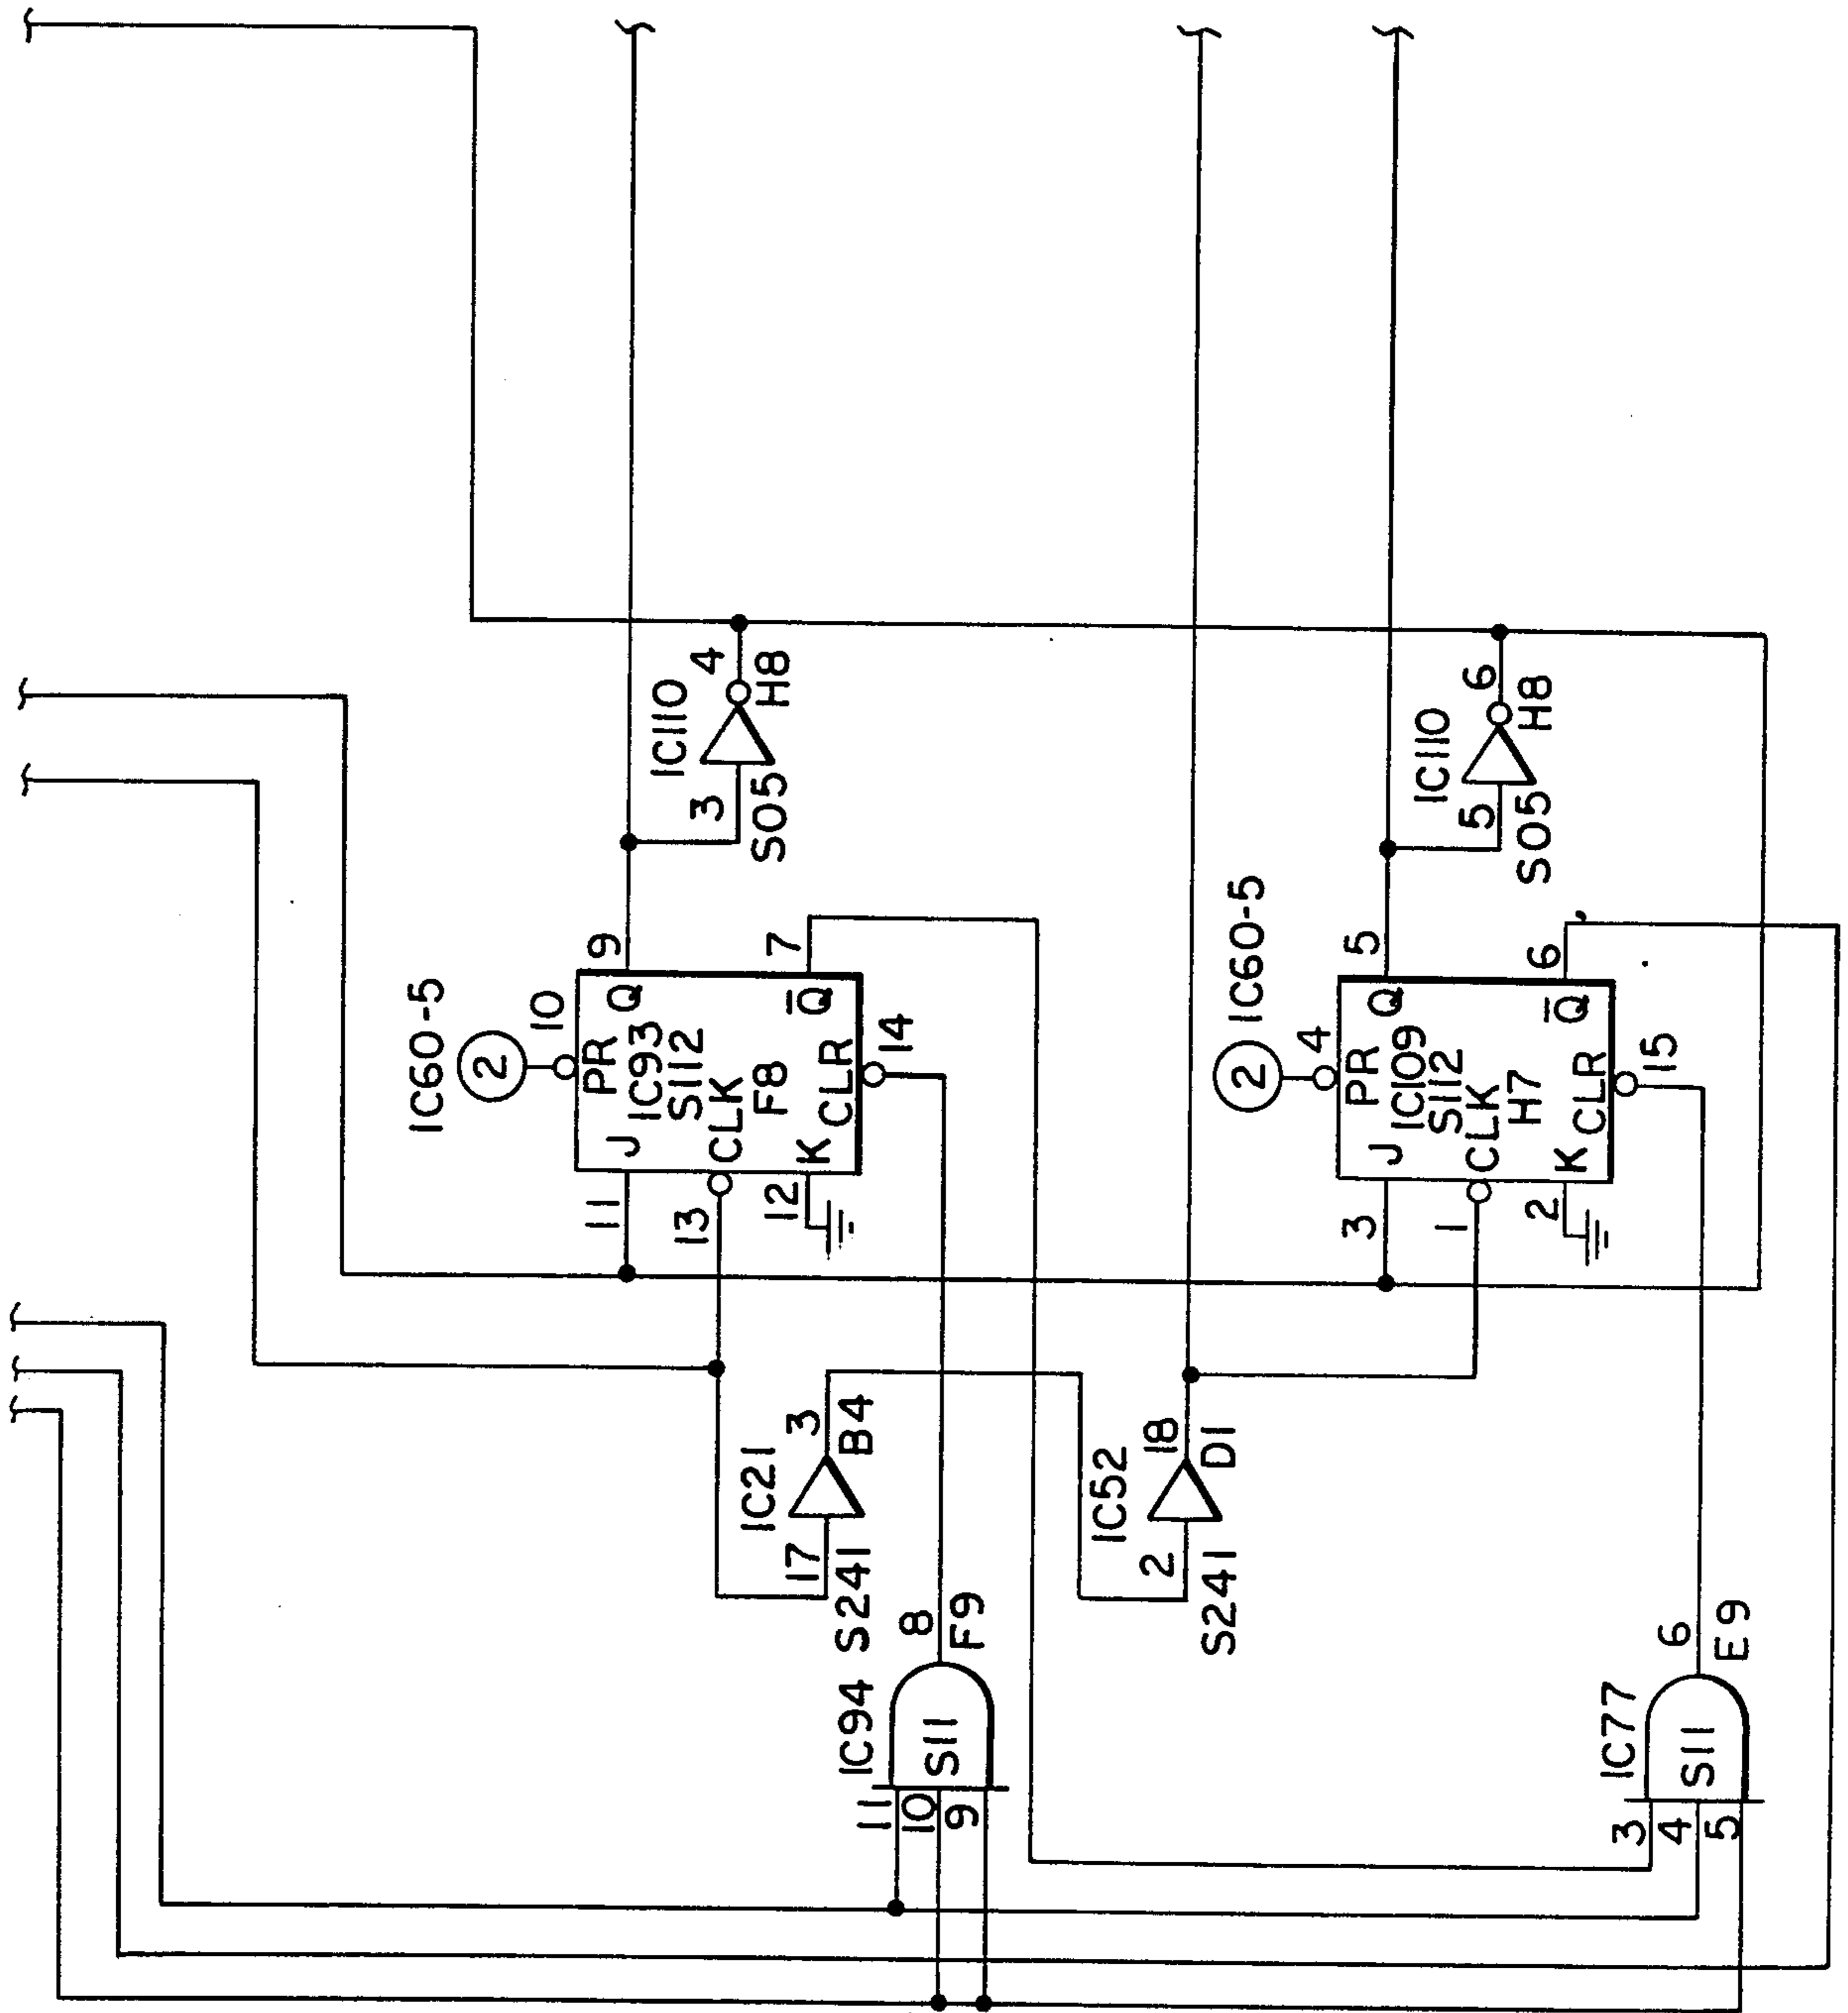 IC60-5
2
10
PR
J
Q
11
9
IC93
S112
13
CLK
F8
12
K
Q̅
7
CLR
14
IC110
3
4
S05
H8
IC21
17
3
S241
B4
IC94
11
10
9
S11
8
F9
IC52
2
18
S241
D1
IC60-5
2
4
PR
J
Q
3
5
IC109
S112
1
CLK
H7
2
K
Q̅
6
CLR
15
IC110
5
6
S05
H8
IC77
3
4
5
S11
6
E9